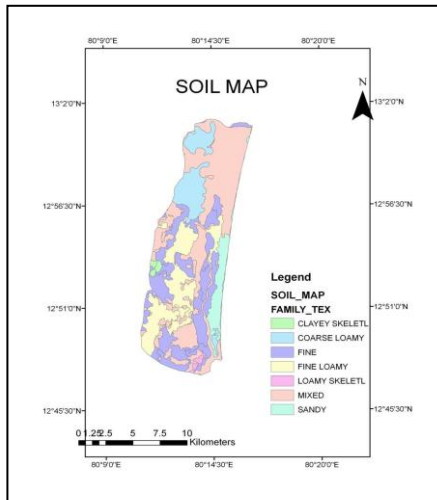 80°9'0"E 80°14'30"E 80°20'0"E
SOIL MAP
N
13°2'0"N 13°2'0"N
12°56'30"N 12°56'30"N
12°51'0"N 12°51'0"N
Legend
SOIL_MAP
FAMILY_TEX
CLAYEY SKELETL
COARSE LOAMY
FINE
FINE LOAMY
LOAMY SKELETL
MIXED
SANDY
12°45'30"N 12°45'30"N
0 1.25 2.5 5 7.5 10
Kilometers
80°9'0"E 80°14'30"E 80°20'0"E